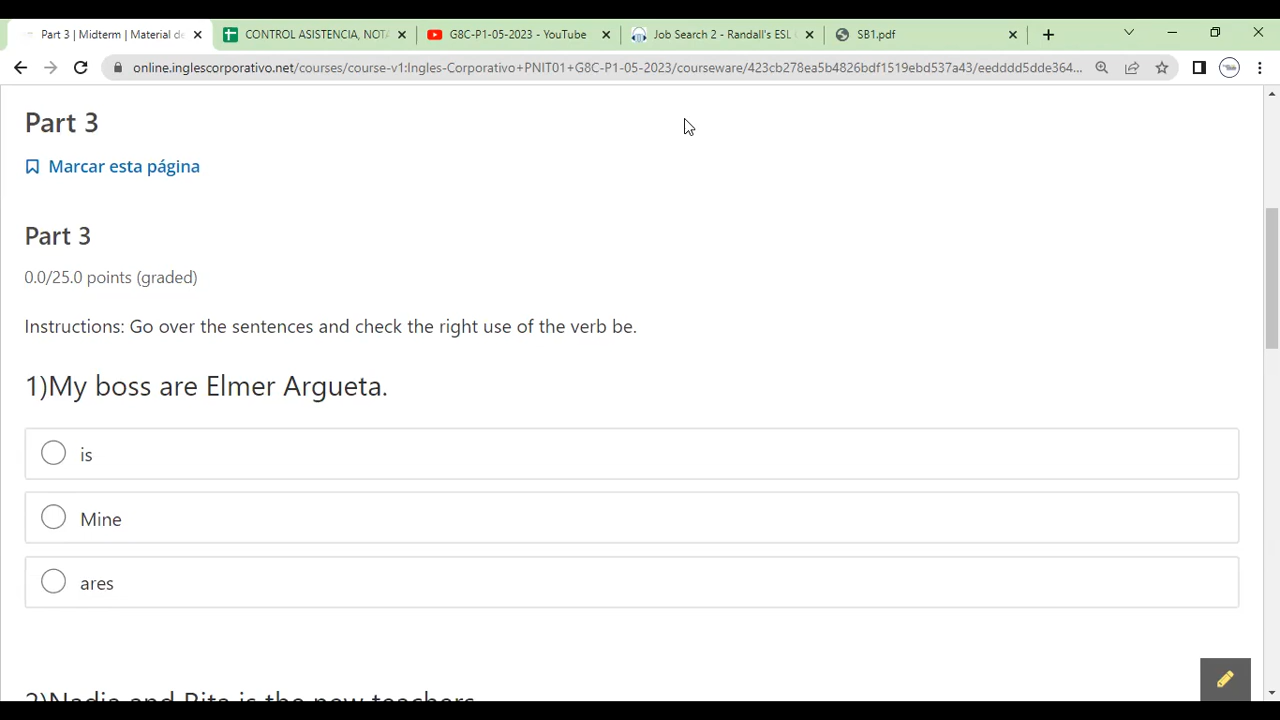 Part 3 | Midterm | Material de
CONTROL ASISTENCIA, NOTA
G8C-P1-05-2023 - YouTube
Job Search 2 - Randall's ESL C
SB1.pdf
online.inglescorporativo.net/courses/course-v1:Ingles-Corporativo+PNIT01+G8C-P1-05-2023/courseware/423cb278ea5b4826bdf1519ebd537a43/eedddd5dde364...
Part 3
Marcar esta página
Part 3
0.0/25.0 points (graded)
Instructions: Go over the sentences and check the right use of the verb be.
1)My boss are Elmer Argueta.
is
Mine
ares
2)Nadia and Rita is the new teachers